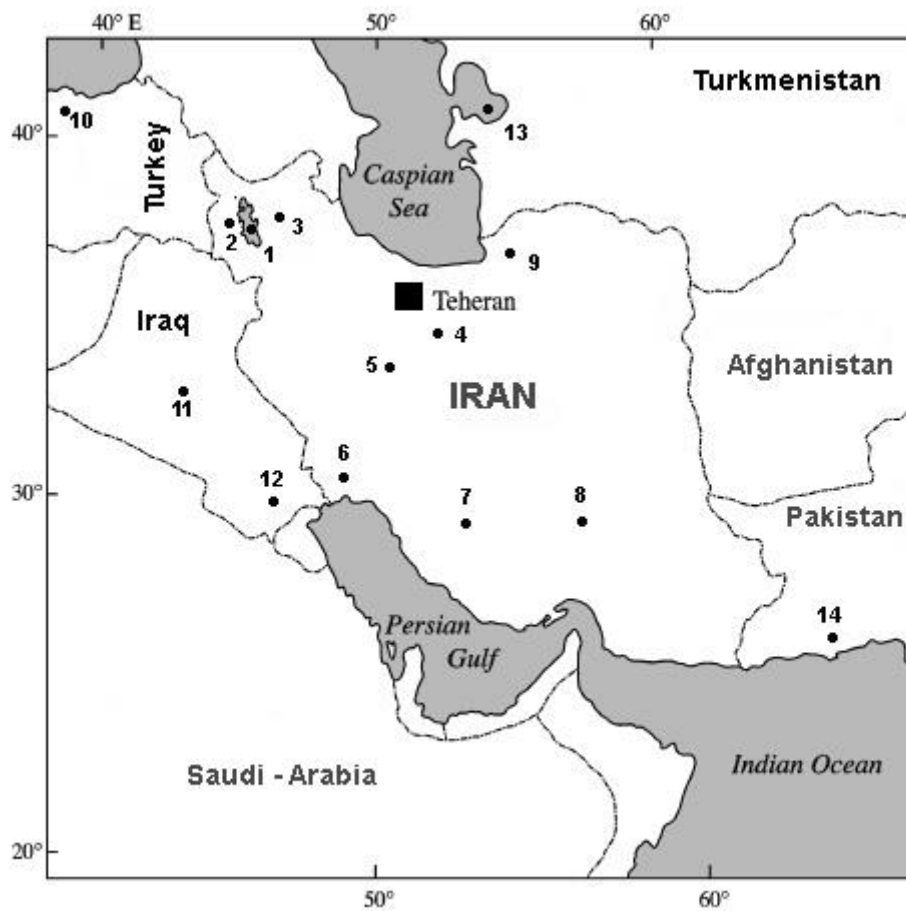 40° E
50°
60°
Turkmenistan
10
13
40°
Turkey
Caspian
Sea
3
2
1
9
Teheran
4
Iraq
5
Afghanistan
IRAN
11
6
12
7
8
30°
Pakistan
14
Persian
Gulf
Indian Ocean
Saudi - Arabia
20°
50°
60°